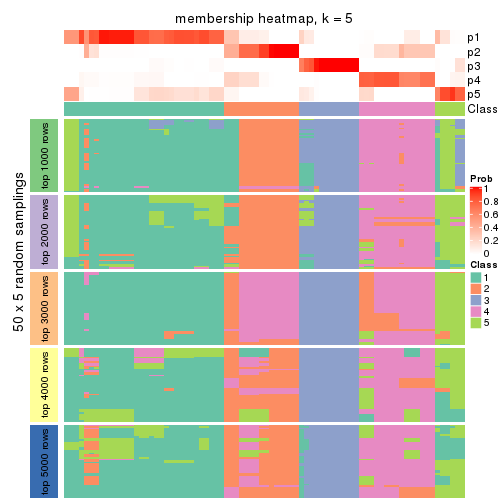 membership heatmap, k = 5
p1
p2
p3
p4
p5
Class
50 x 5 random samplings
top 1000 rows
top 2000 rows
top 3000 rows
top 4000 rows
top 5000 rows
Prob
1
0.8
0.6
0.4
0.2
0
Class
1
2
3
4
5